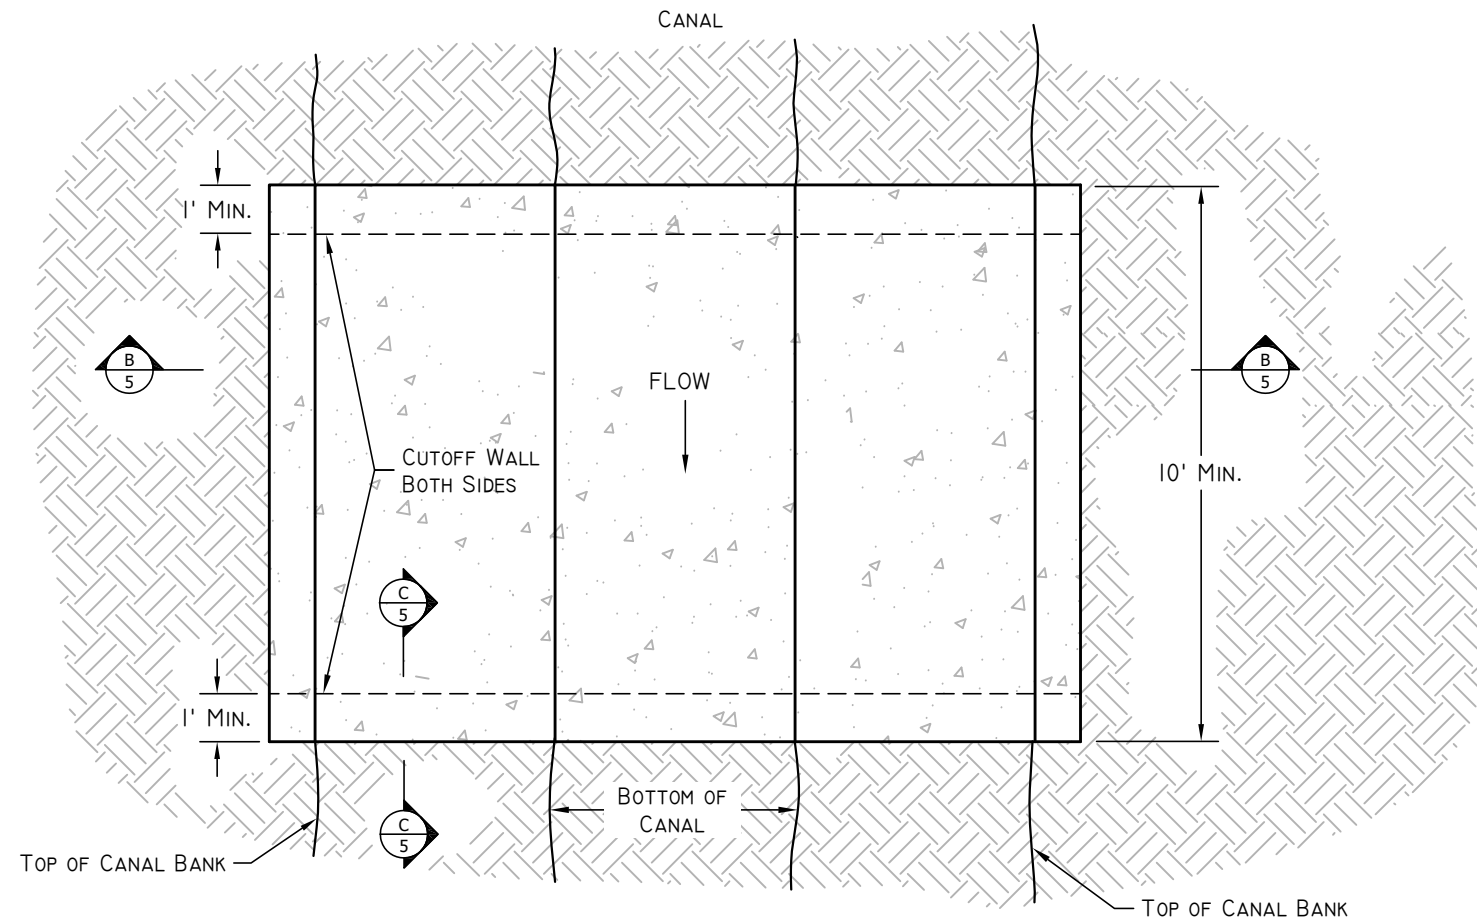 CANAL
1' MIN.
B
5
B
5
FLOW
CUTOFF WALL
BOTH SIDES
10' MIN.
C
5
1' MIN.
BOTTOM OF
CANAL
C
5
TOP OF CANAL BANK
TOP OF CANAL BANK